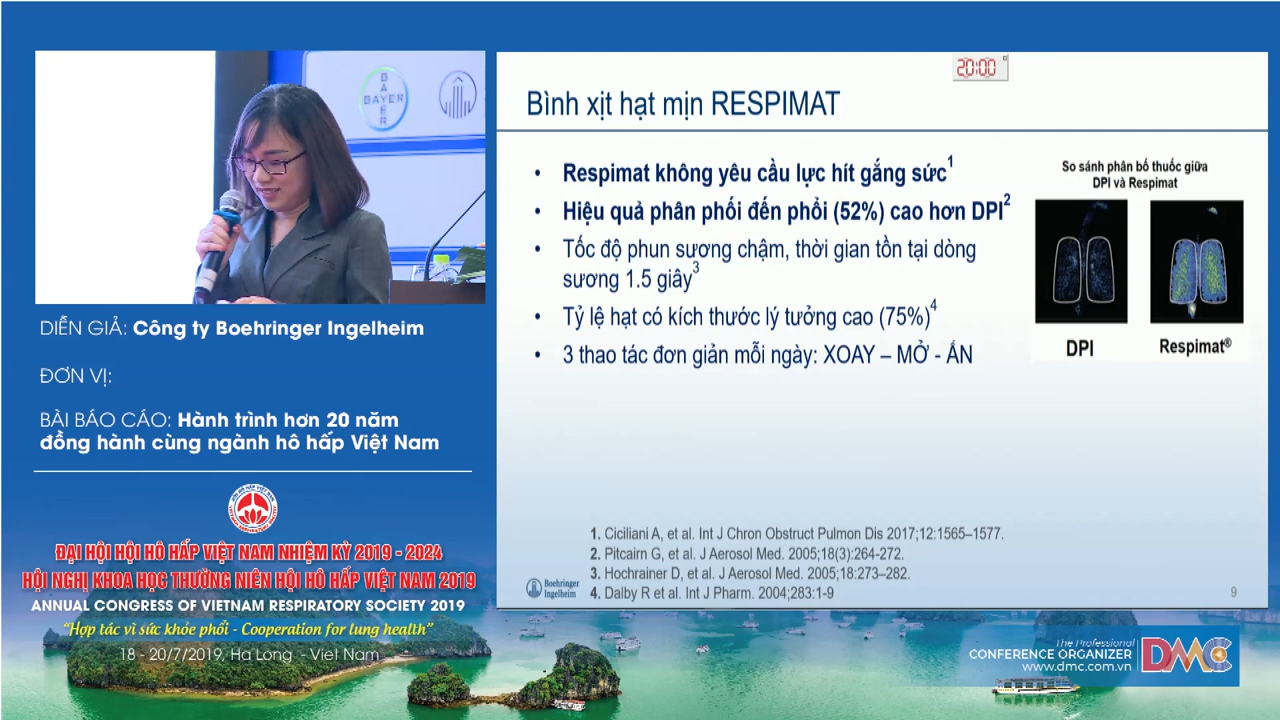 BAYER
BAYER
DIỄN GIẢ: Công ty Boehringer Ingelheim
ĐƠN VỊ:
BÀI BÁO CÁO: Hành trình hơn 20 năm
đồng hành cùng ngành hô hấp Việt Nam
ĐẠI HỘI HỘI HÔ HẤP VIỆT NAM NHIỆM KỲ 2019 - 2024
HỘI NGHỊ KHOA HỌC THƯỜNG NIÊN HỘI HÔ HẤP VIỆT NAM 2019
ANNUAL CONGRESS OF VIETNAM RESPIRATORY SOCIETY 2019
“Hợp tác vì sức khỏe phổi - Cooperation for lung health”
18 - 20/7/2019, Ha Long - Viet Nam
20:00
Bình xịt hạt mịn RESPIMAT
• Respimat không yêu cầu lực hít gắng sức1
• Hiệu quả phân phối đến phổi (52%) cao hơn DPI2
• Tốc độ phun sương chậm, thời gian tồn tại dòng
sương 1.5 giây3
• Tỷ lệ hạt có kích thước lý tưởng cao (75%)4
• 3 thao tác đơn giản mỗi ngày: XOAY – MỞ - ẤN
So sánh phân bố thuốc giữa
DPI và Respimat
DPI
Respimat®
1. Ciciliani A, et al. Int J Chron Obstruct Pulmon Dis 2017;12:1565–1577.
2. Pitcairn G, et al. J Aerosol Med. 2005;18(3):264-272.
3. Hochrainer D, et al. J Aerosol Med. 2005;18:273–282.
4. Dalby R et al. Int J Pharm. 2004;283:1-9
Boehringer
Ingelheim
9
The Professional
CONFERENCE ORGANIZER
www.dmc.com.vn
DMC